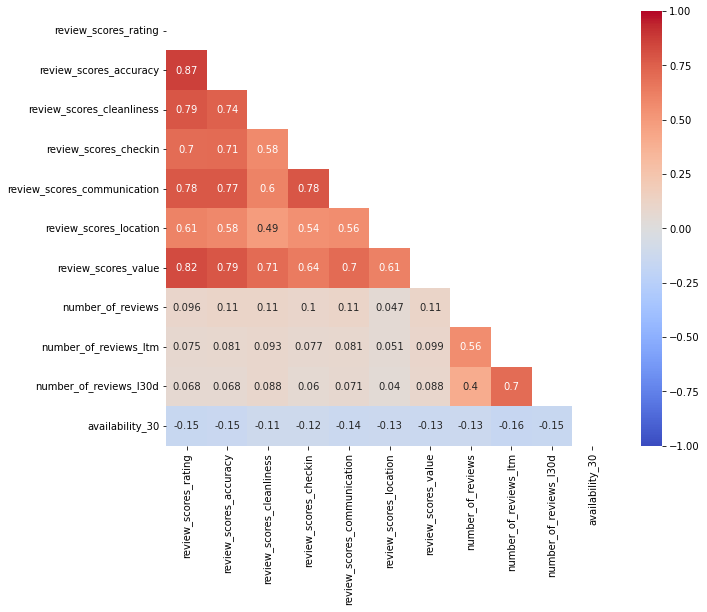 review_scores_rating
review_scores_accuracy 0.87
review_scores_cleanliness 0.79 0.74
review_scores_checkin 0.7 0.71 0.58
review_scores_communication 0.78 0.77 0.6 0.78
review_scores_location 0.61 0.58 0.49 0.54 0.56
review_scores_value 0.82 0.79 0.71 0.64 0.7 0.61
number_of_reviews 0.096 0.11 0.11 0.1 0.11 0.047 0.11
number_of_reviews_ltm 0.075 0.081 0.093 0.077 0.081 0.051 0.099 0.56
number_of_reviews_l30d 0.068 0.068 0.088 0.06 0.071 0.04 0.088 0.4 0.7
availability_30 -0.15 -0.15 -0.11 -0.12 -0.14 -0.13 -0.13 -0.13 -0.16 -0.15
review_scores_rating
review_scores_accuracy
review_scores_cleanliness
review_scores_checkin
review_scores_communication
review_scores_location
review_scores_value
number_of_reviews
number_of_reviews_ltm
number_of_reviews_l30d
availability_30
1.00
0.75
0.50
0.25
0.00
−0.25
−0.50
−0.75
−1.00